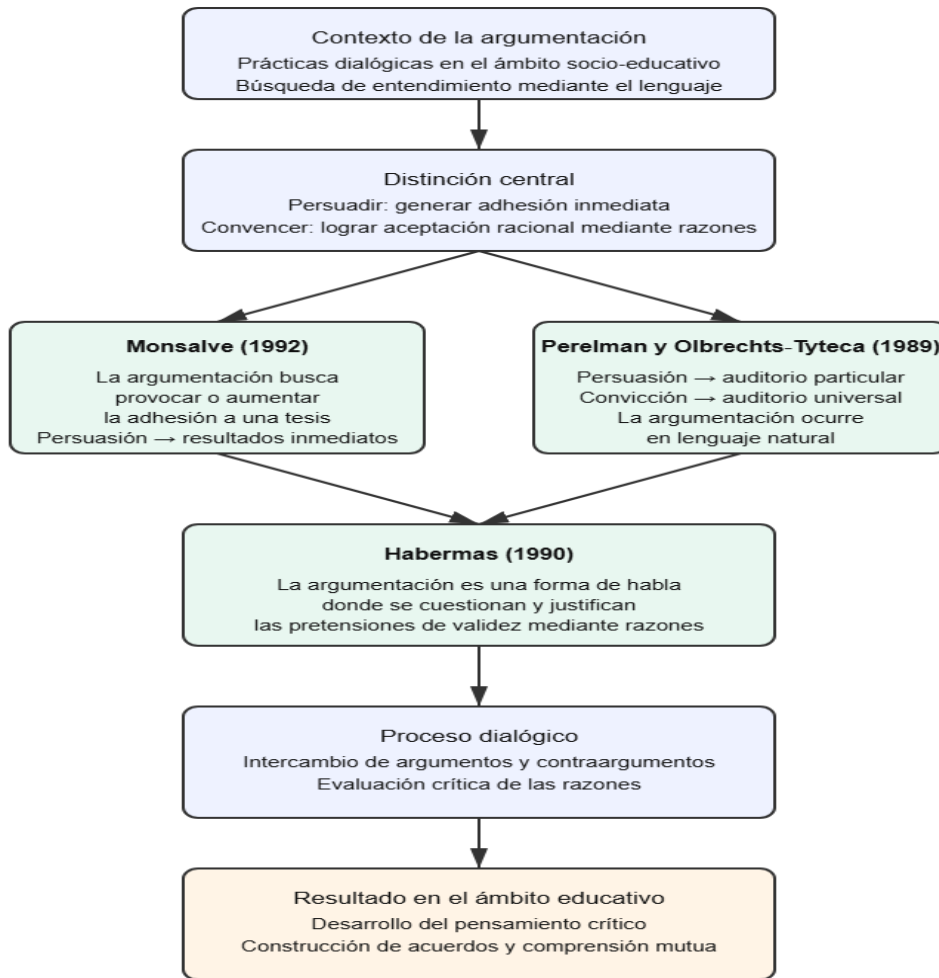 Contexto de la argumentación
Prácticas dialógicas en el ámbito socio-educativo
Búsqueda de entendimiento mediante el lenguaje
Distinción central
Persuadir: generar adhesión inmediata
Convencer: lograr aceptación racional mediante razones
Monsalve (1992)
La argumentación busca
provocar o aumentar
la adhesión a una tesis
Persuasión → resultados inmediatos
Perelman y Olbrechts-Tyteca (1989)
Persuasión → auditorio particular
Convicción → auditorio universal
La argumentación ocurre
en lenguaje natural
Habermas (1990)
La argumentación es una forma de habla
donde se cuestionan y justifican
las pretensiones de validez mediante razones
Proceso dialógico
Intercambio de argumentos y contraargumentos
Evaluación crítica de las razones
Resultado en el ámbito educativo
Desarrollo del pensamiento crítico
Construcción de acuerdos y comprensión mutua